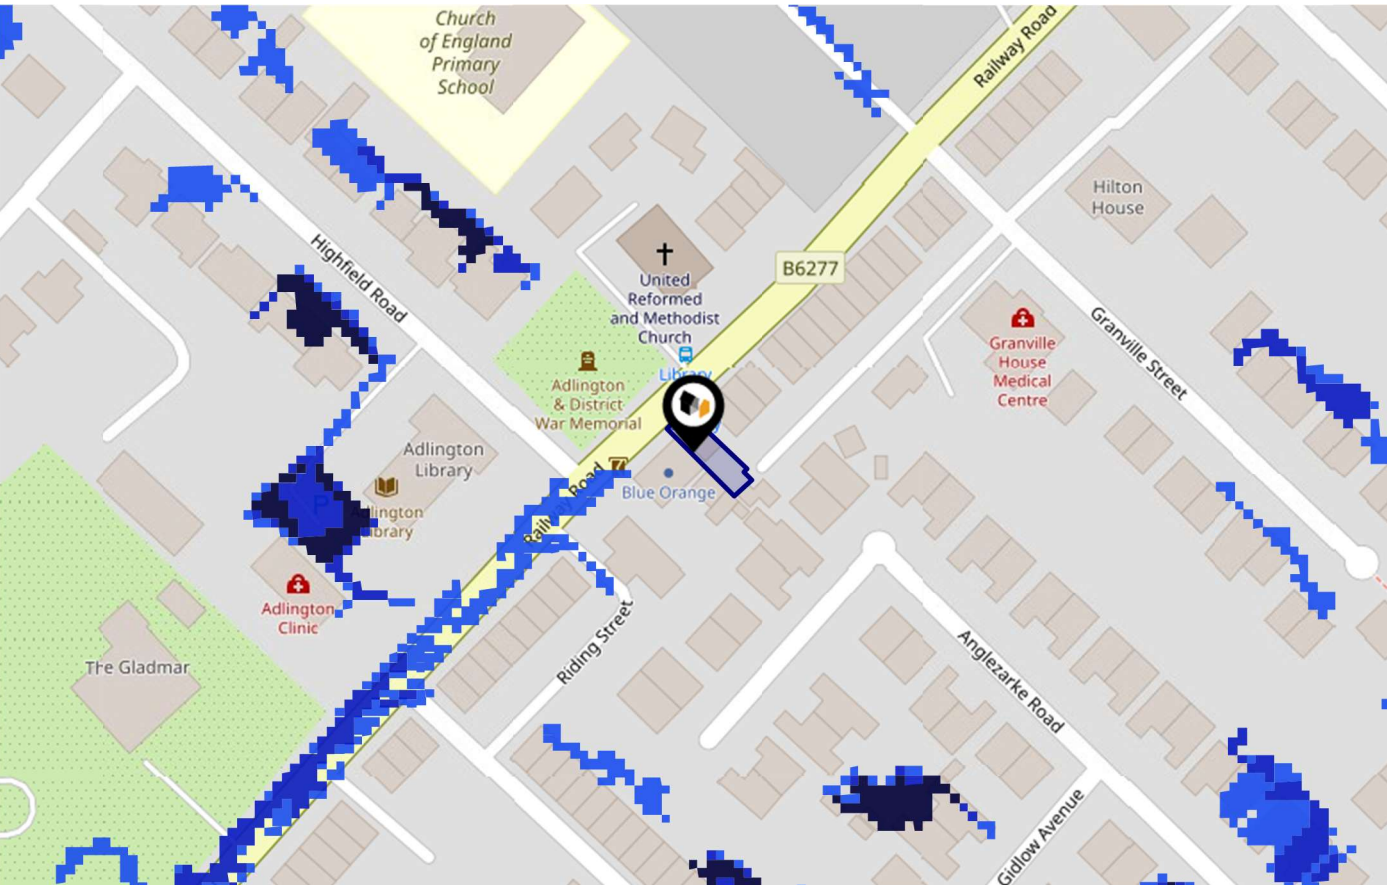 Church
of England
Primary
School
Railway Road
Hilton
House
Highfield Road
B6277
United
Reformed
and Methodist
Church
Library
Granville
House
Medical
Centre
Granville Street
Adlington
& District
War Memorial
Adlington
Library
Adlington
Library
P
Blue Orange
Railway Road
Adlington
Clinic
Riding Street
The Gladmar
Anglezarke Road
Gidlow Avenue